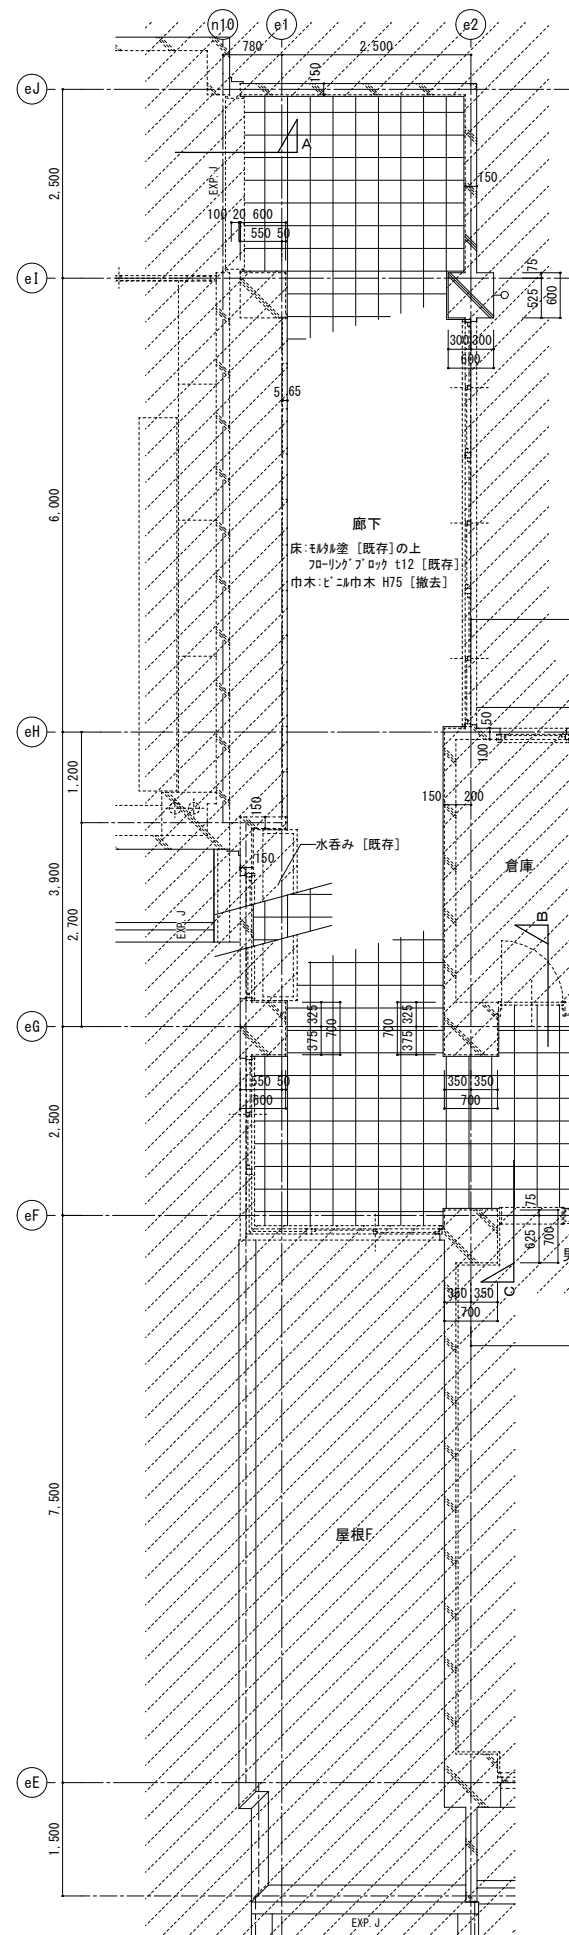 n10
e1
e2
780
2,500
eJ
150
A
2,500
EXP.J
150
100 20 600
550 50
eI
75
525
600
300 300
600
5 65
6,000
廊下
床:モルタル塗 [既存]の上
フローリングブロック t12 [既存]
巾木:ビニル巾木 H75 [撤去]
eH
50
100
1,200
150
150 200
水呑み [既存]
150
倉庫
3,900
2,700
EXP.J
B
eG
375 325
700
700
375 325
550 50
600
350 350
700
2,500
eF
75
625
700
350 350
700
C
7,500
屋根F
eE
1,500
EXP.J